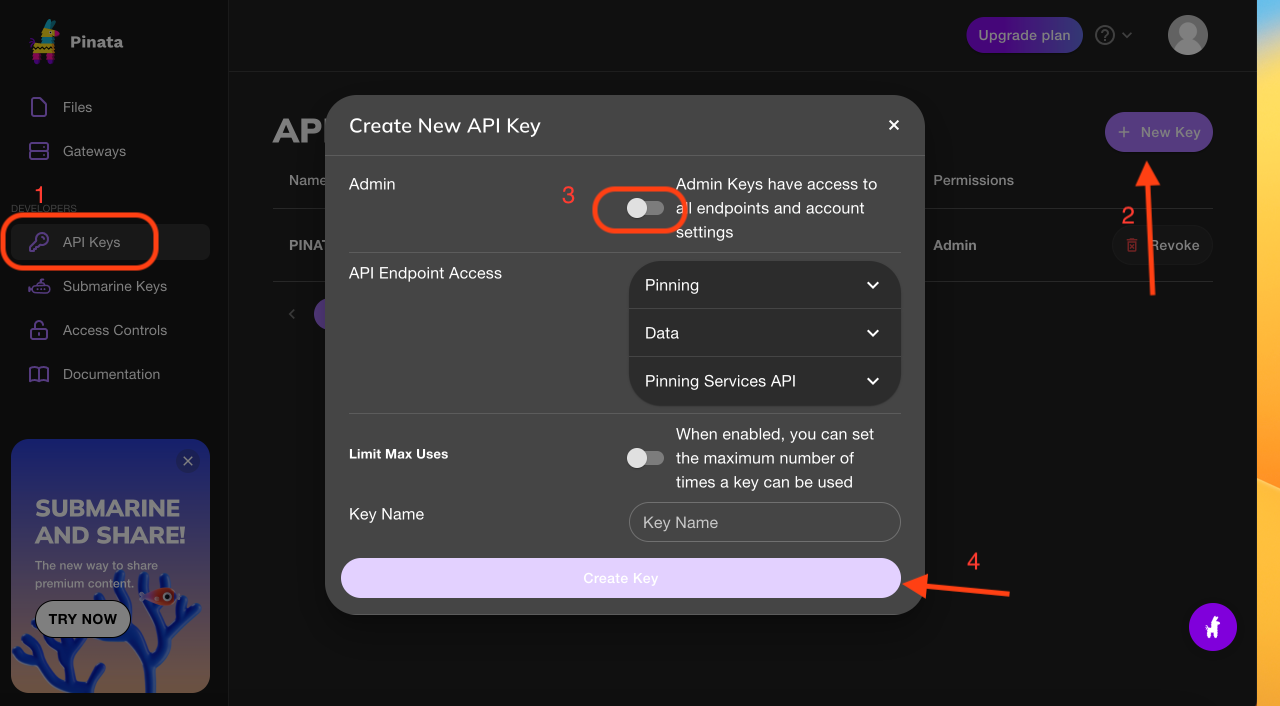 Pinata
Upgrade plan
?
Files
Gateways
1
DEVELOPERS
API Keys
Submarine Keys
Access Controls
Documentation
SUBMARINE
AND SHARE!
The new way to share
premium content.
TRY NOW
API
New Key
Name
Permissions
2
PINAT
Admin
Revoke
Create New API Key
Admin
3
Admin Keys have access to
all endpoints and account
settings
API Endpoint Access
Pinning
Data
Pinning Services API
Limit Max Uses
When enabled, you can set
the maximum number of
times a key can be used
Key Name
Key Name
Create Key
4